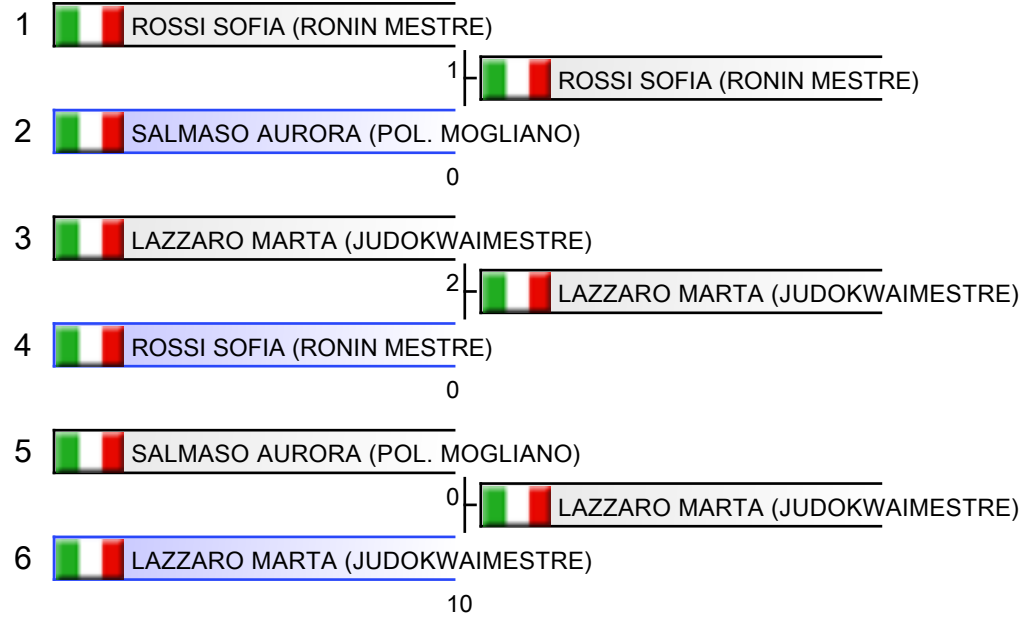 1 ROSSI SOFIA (RONIN MESTRE)
1 ROSSI SOFIA (RONIN MESTRE)
2 SALMASO AURORA (POL. MOGLIANO)
0
3 LAZZARO MARTA (JUDOKWAIMESTRE)
2 LAZZARO MARTA (JUDOKWAIMESTRE)
4 ROSSI SOFIA (RONIN MESTRE)
0
5 SALMASO AURORA (POL. MOGLIANO)
0 LAZZARO MARTA (JUDOKWAIMESTRE)
6 LAZZARO MARTA (JUDOKWAIMESTRE)
10